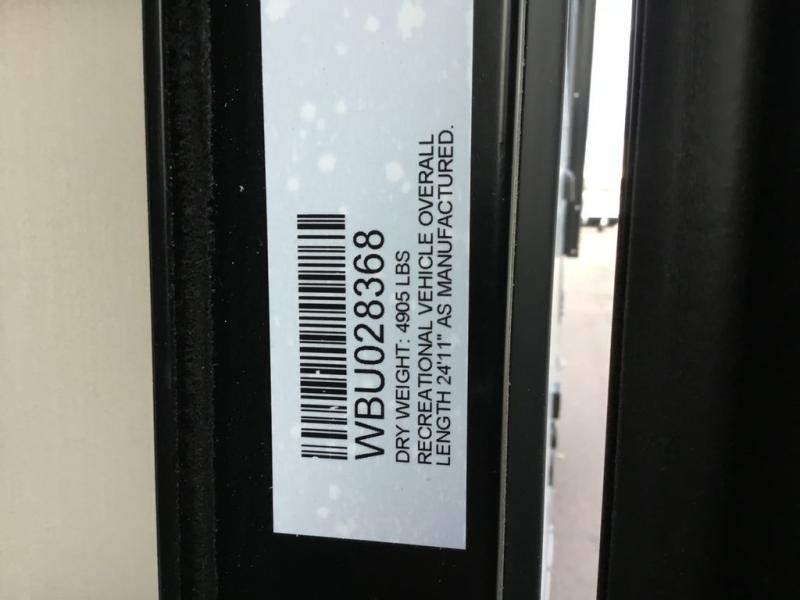 WBU028368
DRY WEIGHT: 4905 LBS
RECREATIONAL VEHICLE OVERALL
LENGTH 24'11" AS MANUFACTURED.